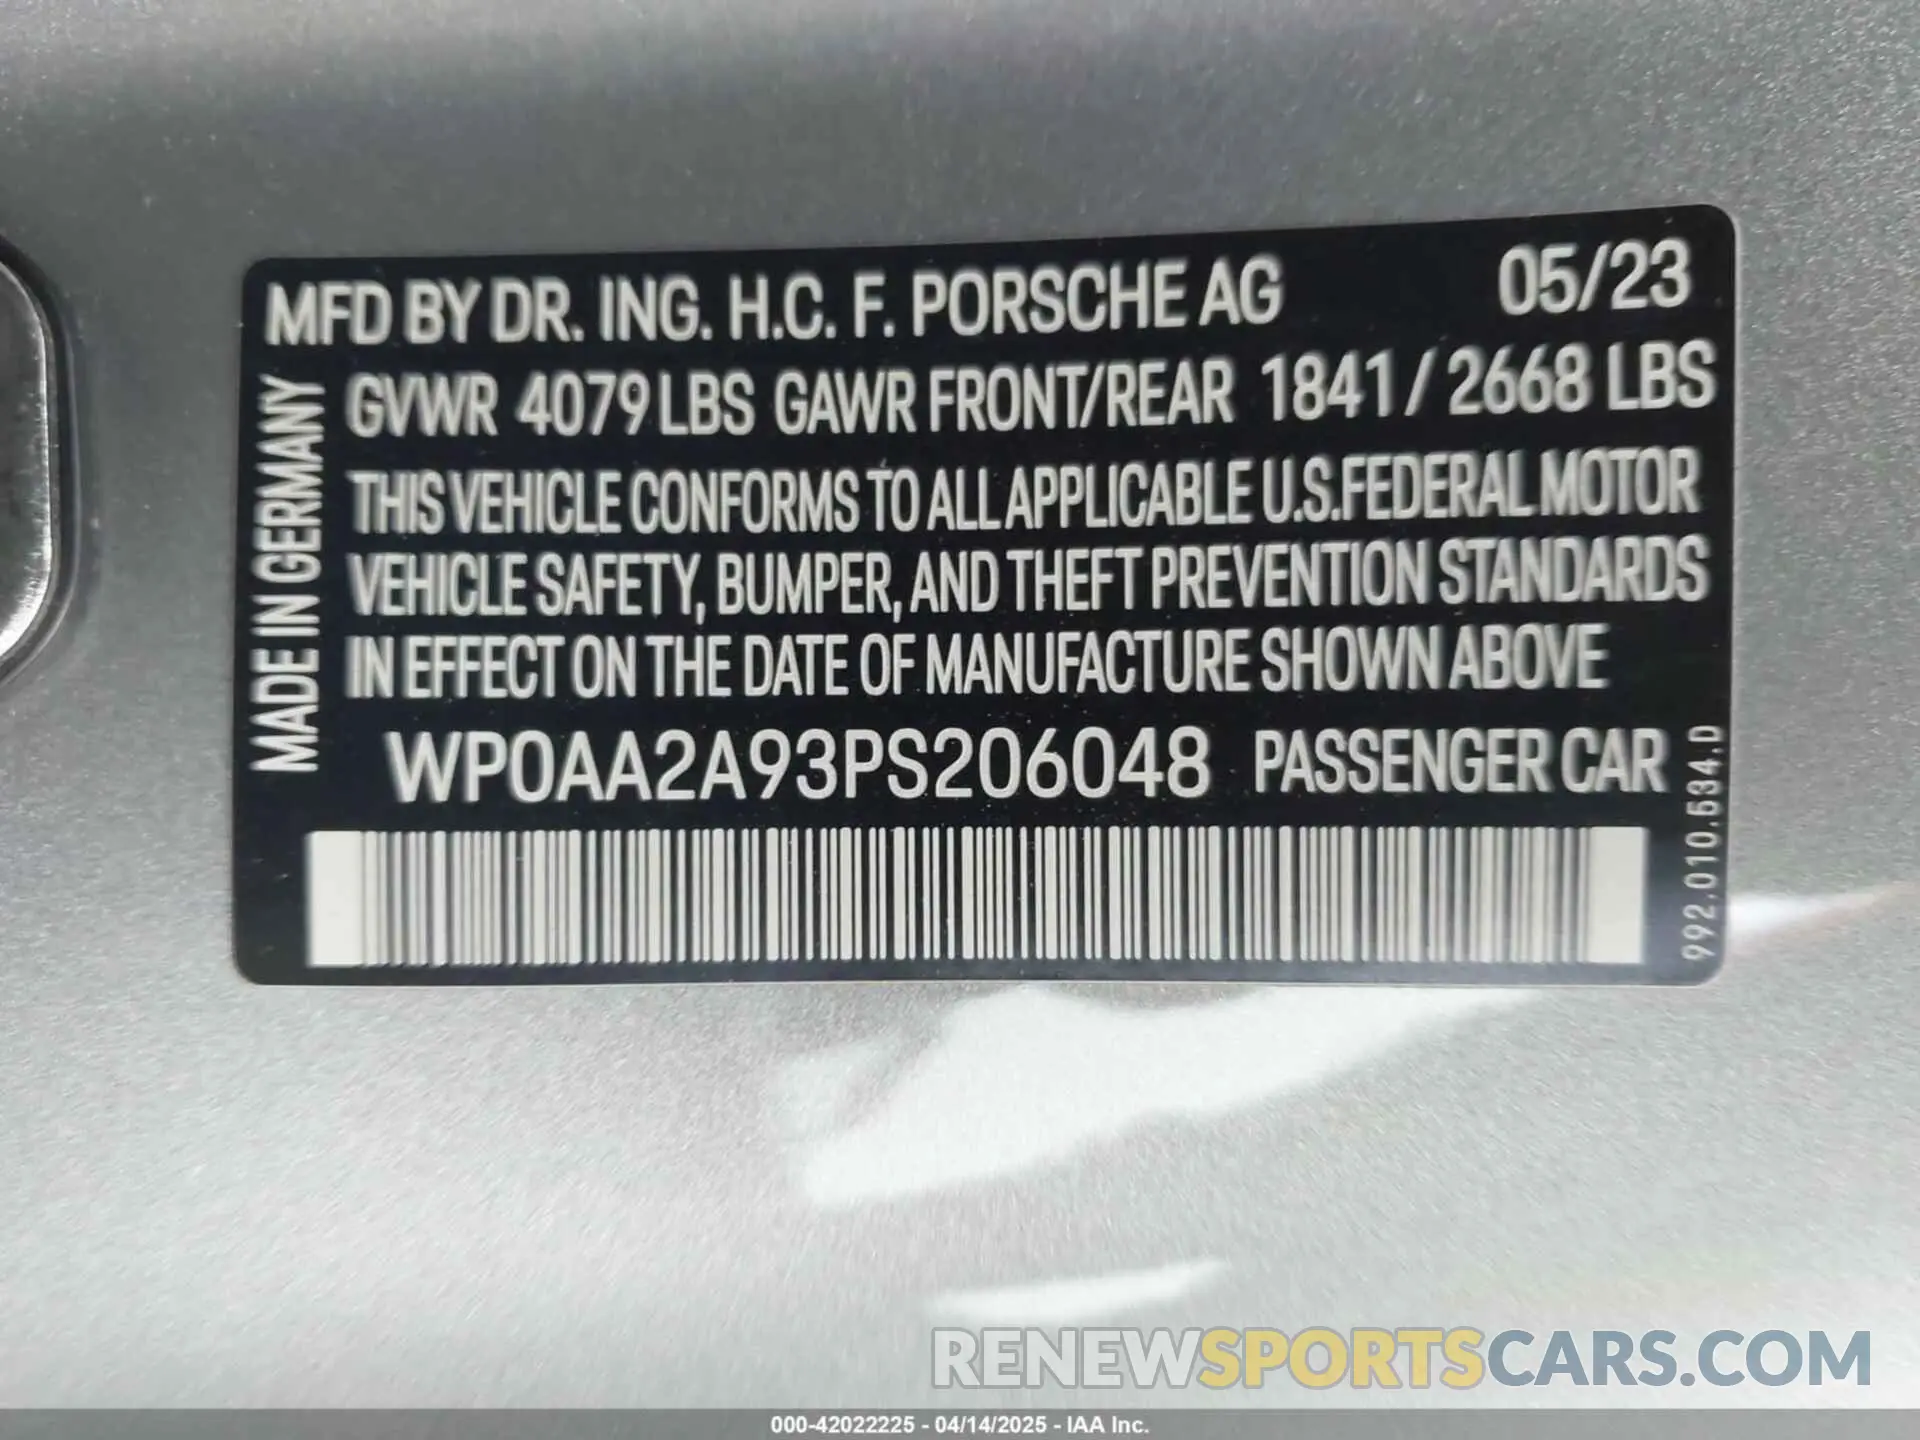 MFD BY DR. ING. H.C. F. PORSCHE AG 05/23
GVWR 4079 LBS GAWR FRONT/REAR 1841 / 2668 LBS
THIS VEHICLE CONFORMS TO ALL APPLICABLE U.S.FEDERAL MOTOR
VEHICLE SAFETY, BUMPER, AND THEFT PREVENTION STANDARDS
IN EFFECT ON THE DATE OF MANUFACTURE SHOWN ABOVE
WP0AA2A93PS206048 PASSENGER CAR
MADE IN GERMANY
992.010.534.D
RENEWSPORTSCARS.COM
000-42022225 - 04/14/2025 - IAA Inc.